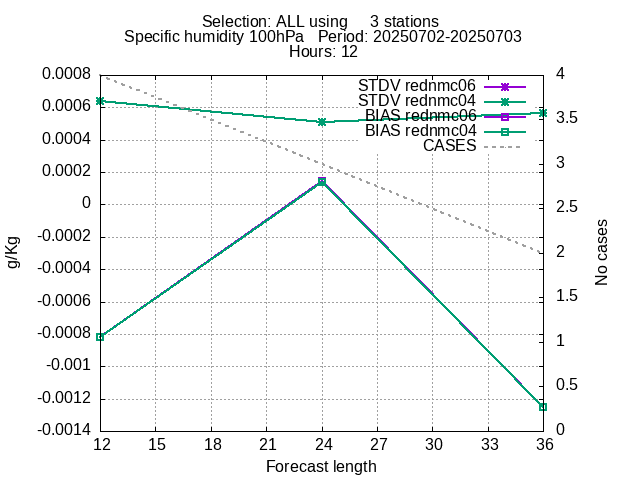 Selection: ALL using     3 stations
Specific humidity 100hPa   Period: 20250702-20250703
Hours: 12
STDV rednmc06
STDV rednmc04
BIAS rednmc06
BIAS rednmc04
CASES
0.0008
0.0006
0.0004
0.0002
0
-0.0002
-0.0004
-0.0006
-0.0008
-0.001
-0.0012
-0.0014
g/Kg
4
3.5
3
2.5
2
1.5
1
0.5
0
No cases
12 15 18 21 24 27 30 33 36
Forecast length